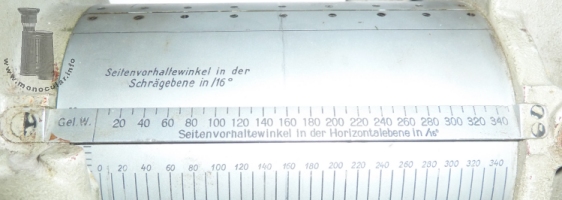 www.monocular.info
Seitenvorhaltewinkel in der
Schrägebene in /16°
Gel.W. 20 40 60 80 100 120 140 160 180 200 220 240 260 280 300 320 340
Seitenvorhaltewinkel in der Horizontalebene in /16°
0 20 40 60 80 100 120 140 160 180 200 220 240 260 280 300 320 340